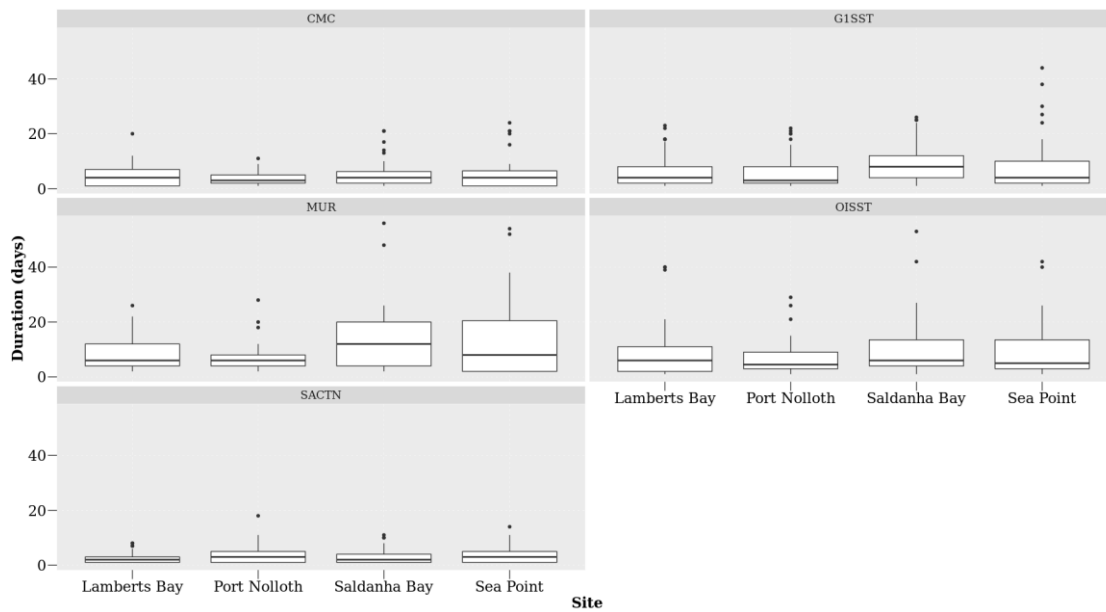 CMC
G1SST
40
20
0
MUR
OISST
40
20
0
SACTN
Lamberts Bay Port Nolloth Saldanha Bay Sea Point
40
20
0
Lamberts Bay Port Nolloth Saldanha Bay Sea Point
Duration (days)
Site